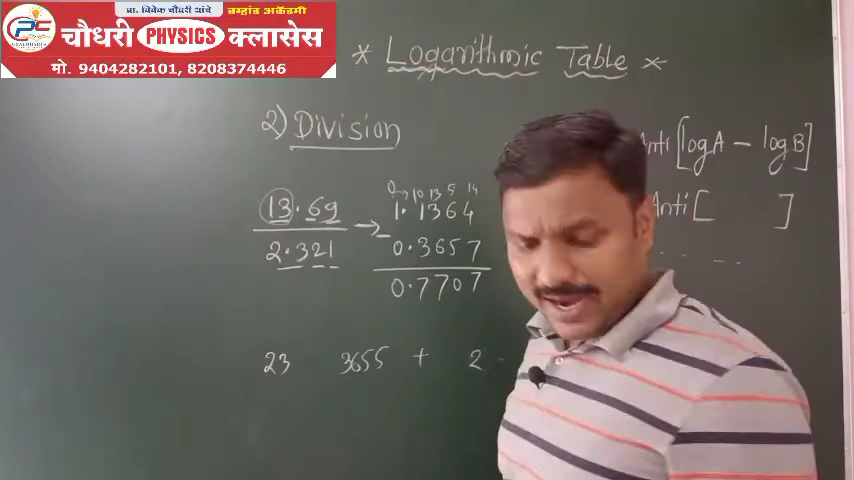 प्रा. विवेक चौधरी यांचे
ब्रम्हांड अकॅडमी
चौधरी PHYSICS क्लासेस
मो. 9404282101, 8208374446
* Logarithmic Table *
2) Division
Anti [log A - log B]
0→10 13 5 14
13.69 → 1.1364
Anti [ ]
2.321 - 0.3657
0.7707
23 3655 + 2